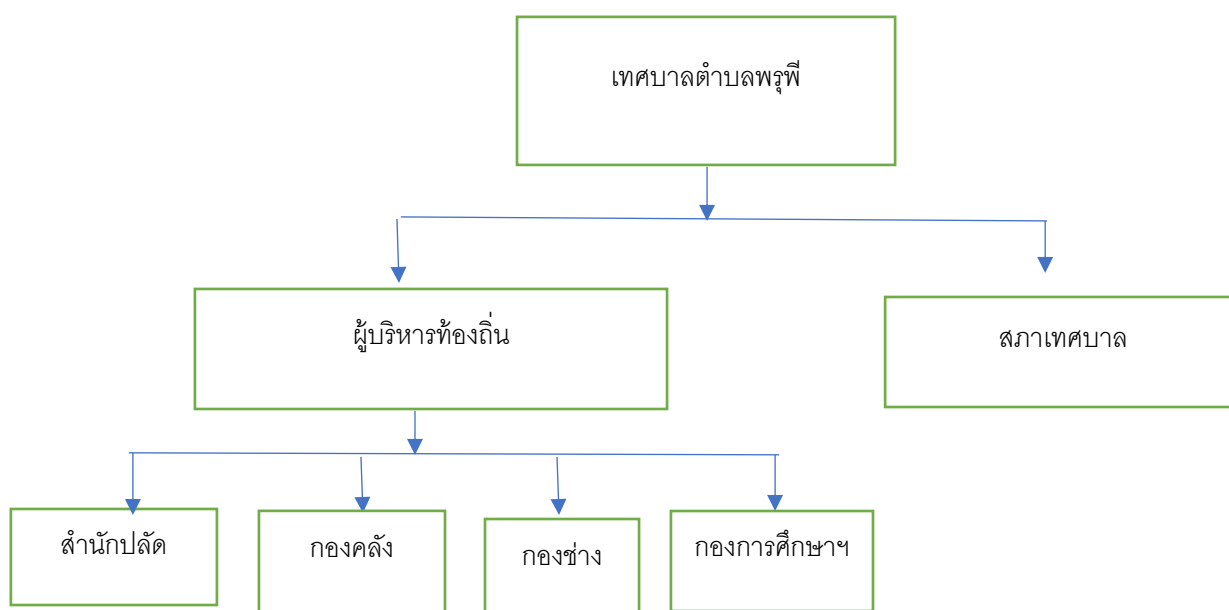 เทศบาลตำบลพรุพี
ผู้บริหารท้องถิ่น
สภาเทศบาล
สำนักปลัด
กองคลัง
กองช่าง
กองการศึกษาฯ